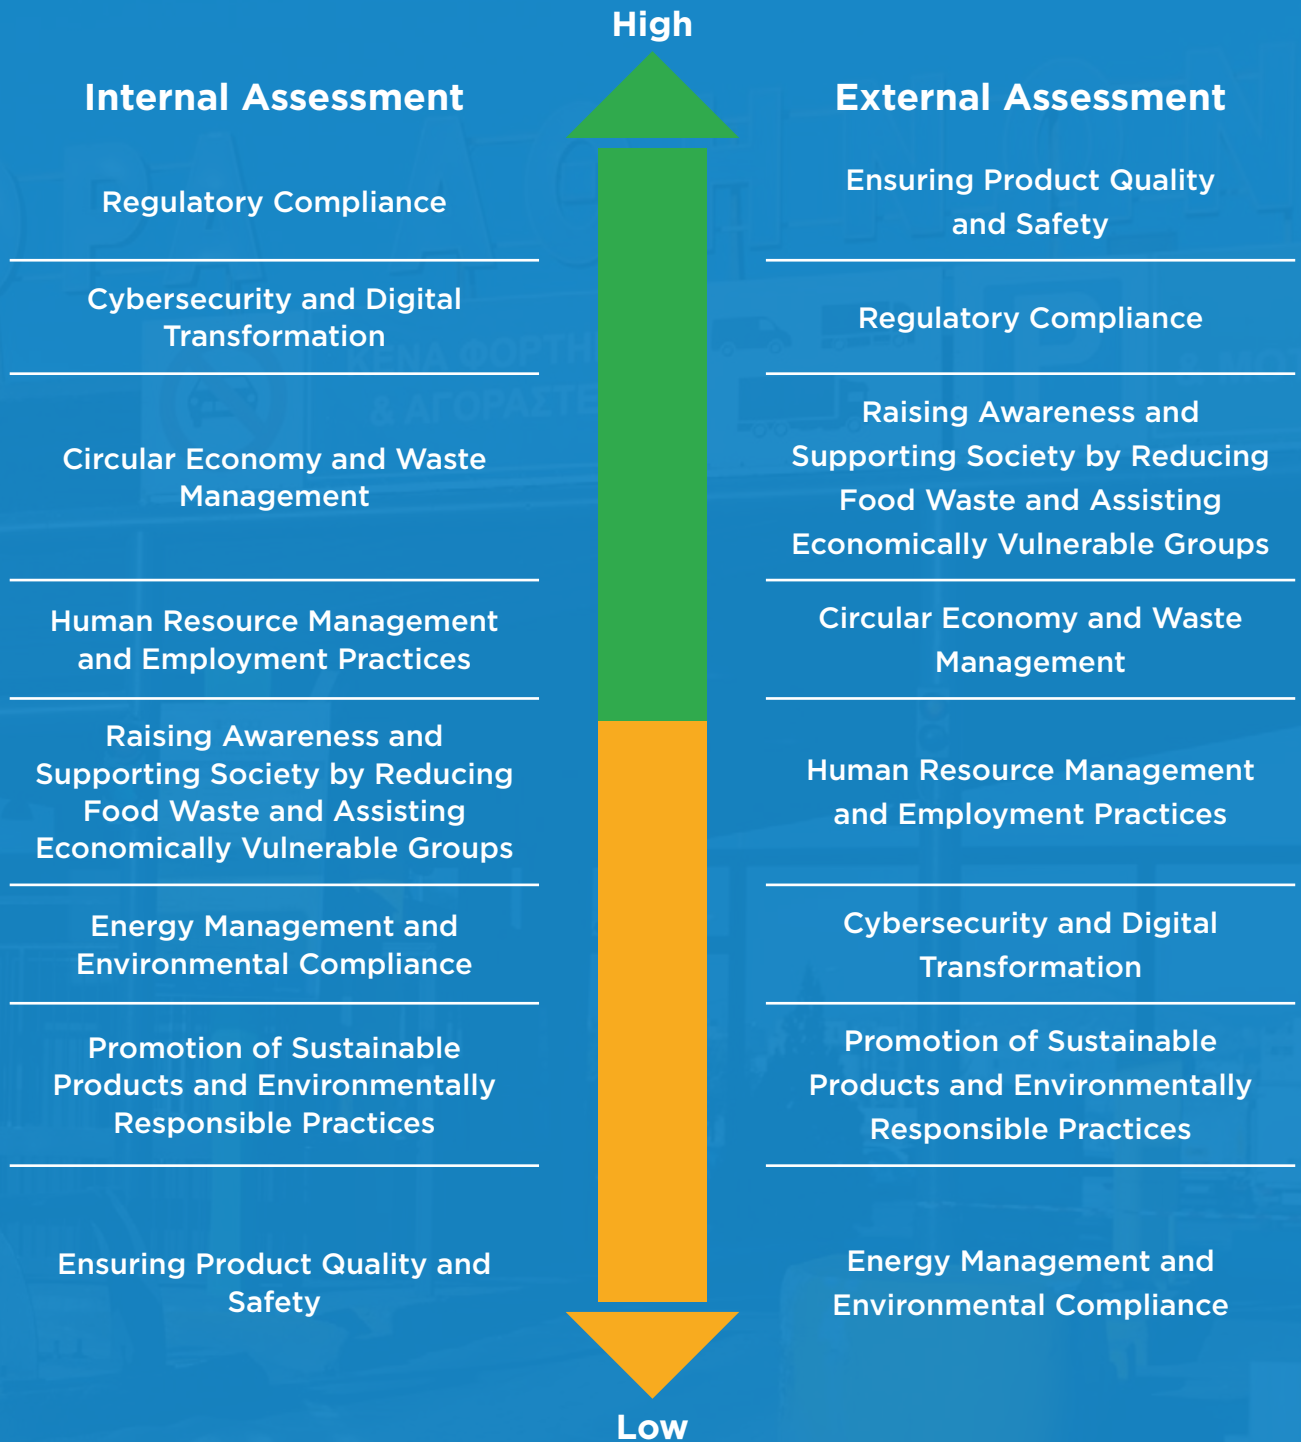 High
Internal Assessment
Regulatory Compliance
Cybersecurity and Digital
Transformation
Circular Economy and Waste
Management
Human Resource Management
and Employment Practices
Raising Awareness and
Supporting Society by Reducing
Food Waste and Assisting
Economically Vulnerable Groups
Energy Management and
Environmental Compliance
Promotion of Sustainable
Products and Environmentally
Responsible Practices
Ensuring Product Quality and
Safety
External Assessment
Ensuring Product Quality
and Safety
Regulatory Compliance
Raising Awareness and
Supporting Society by Reducing
Food Waste and Assisting
Economically Vulnerable Groups
Circular Economy and Waste
Management
Human Resource Management
and Employment Practices
Cybersecurity and Digital
Transformation
Promotion of Sustainable
Products and Environmentally
Responsible Practices
Energy Management and
Environmental Compliance
Low